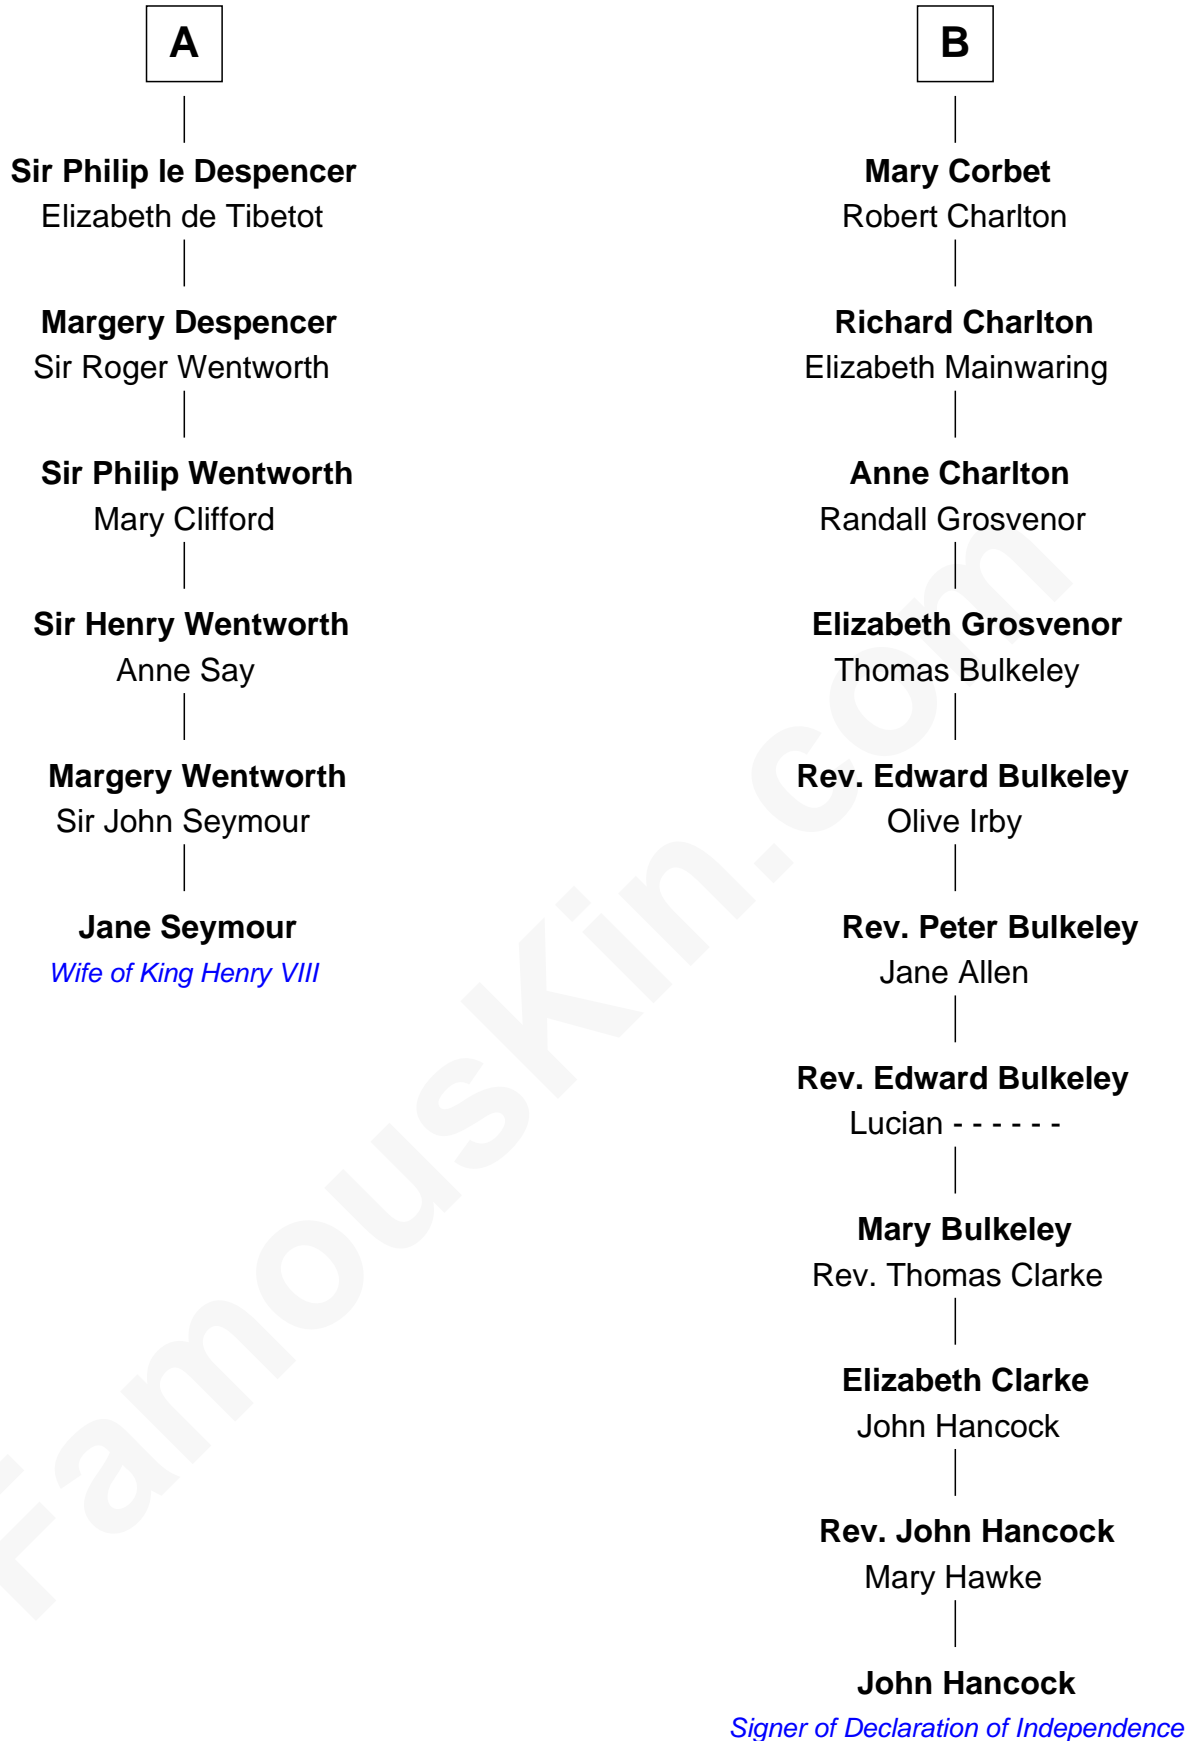 A
Sir Philip le Despencer
Elizabeth de Tibetot
Margery Despencer
Sir Roger Wentworth
Sir Philip Wentworth
Mary Clifford
Sir Henry Wentworth
Anne Say
Margery Wentworth
Sir John Seymour
Jane Seymour
Wife of King Henry VIII
B
Mary Corbet
Robert Charlton
Richard Charlton
Elizabeth Mainwaring
Anne Charlton
Randall Grosvenor
Elizabeth Grosvenor
Thomas Bulkeley
Rev. Edward Bulkeley
Olive Irby
Rev. Peter Bulkeley
Jane Allen
Rev. Edward Bulkeley
Lucian - - - - - -
Mary Bulkeley
Rev. Thomas Clarke
Elizabeth Clarke
John Hancock
Rev. John Hancock
Mary Hawke
John Hancock
Signer of Declaration of Independence
FamousKin.com